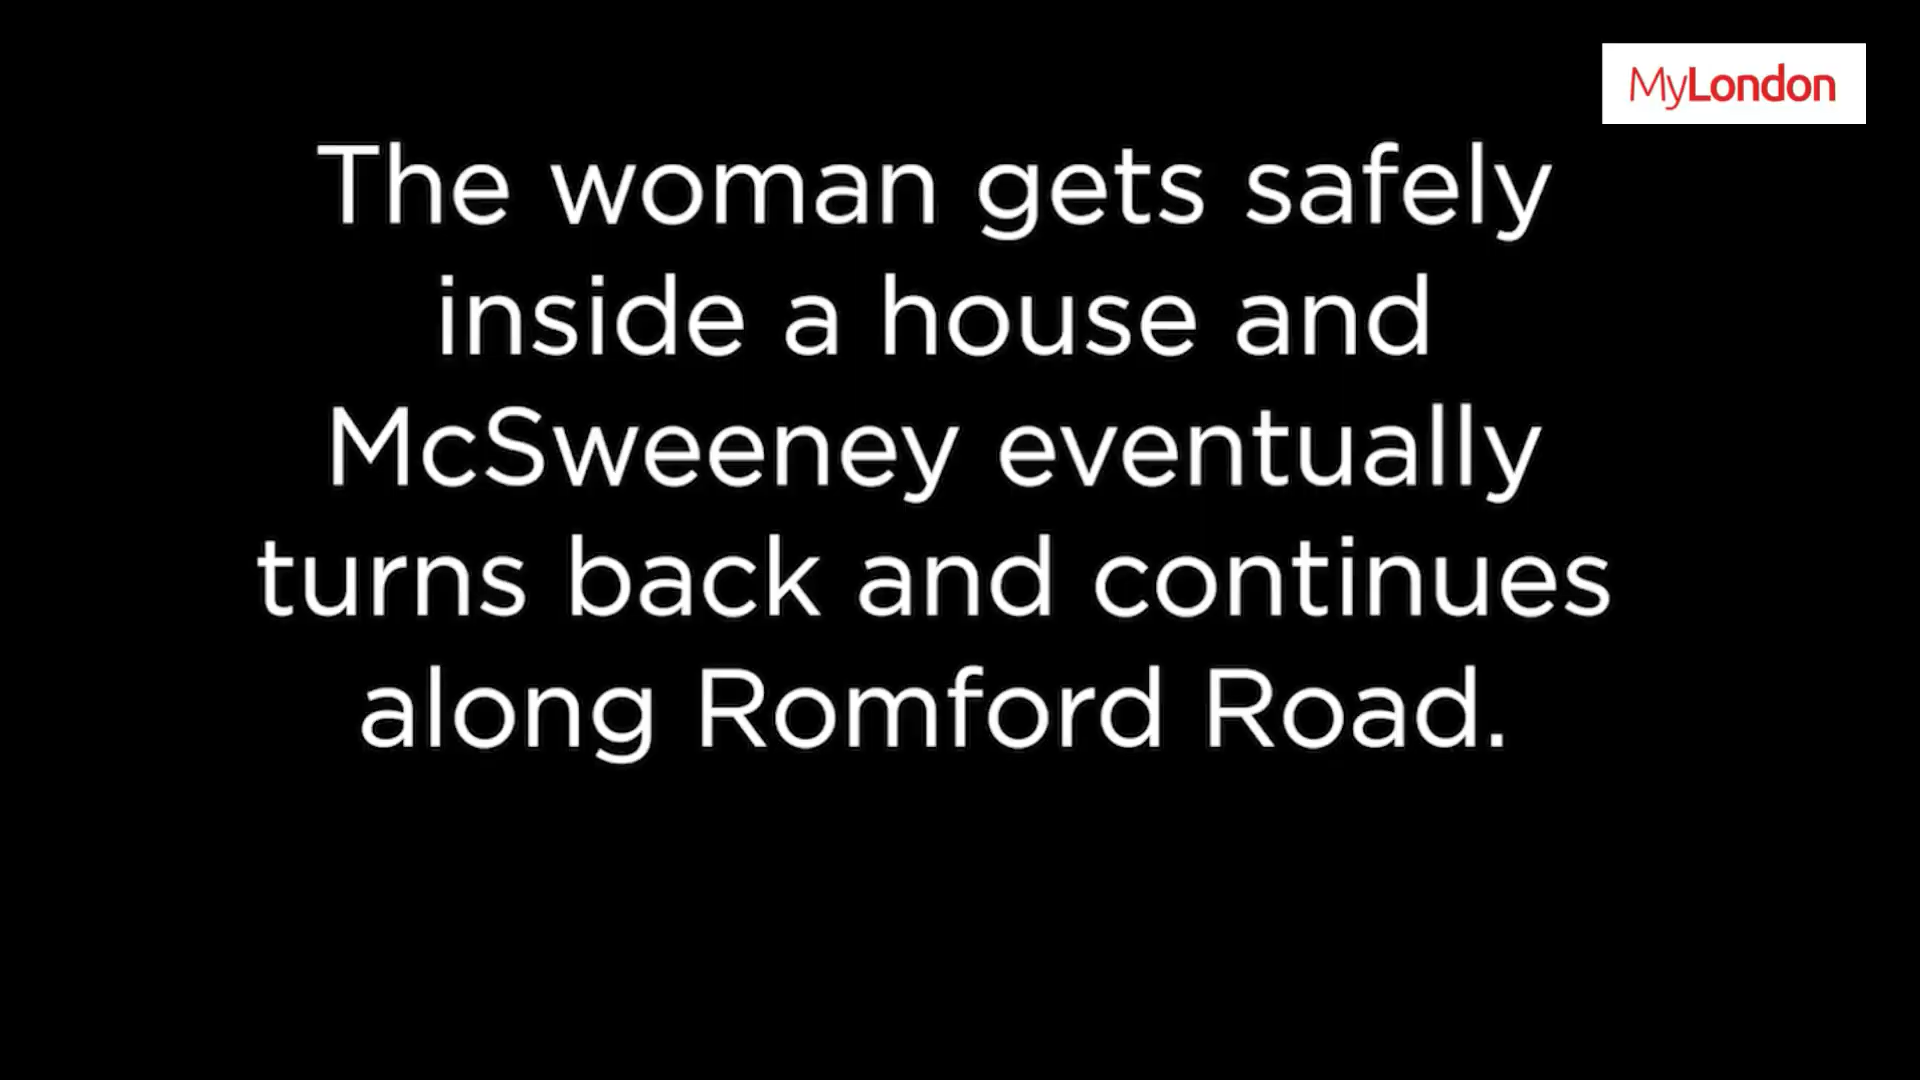 MyLondon
The woman gets safely
inside a house and
McSweeney eventually
turns back and continues
along Romford Road.